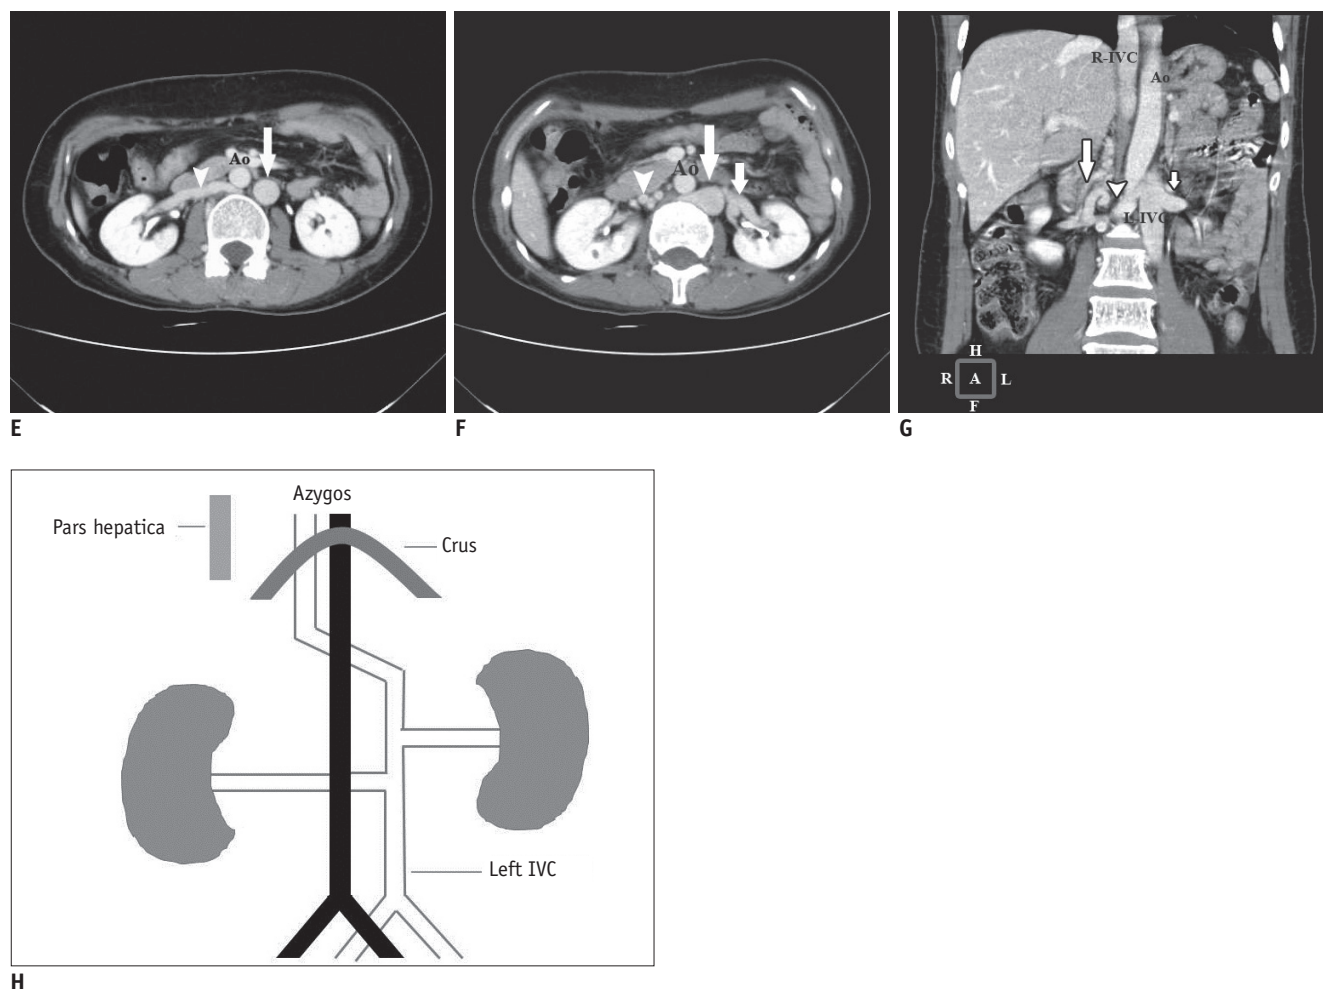 Ao
E
Ao
F
R-IVC
Ao
L-IVC
H
R A L
F
G
Azygos
Pars hepatica
Crus
Left IVC
H